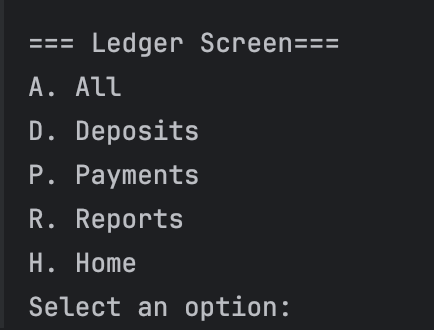 === Ledger Screen===
A. All
D. Deposits
P. Payments
R. Reports
H. Home
Select an option: